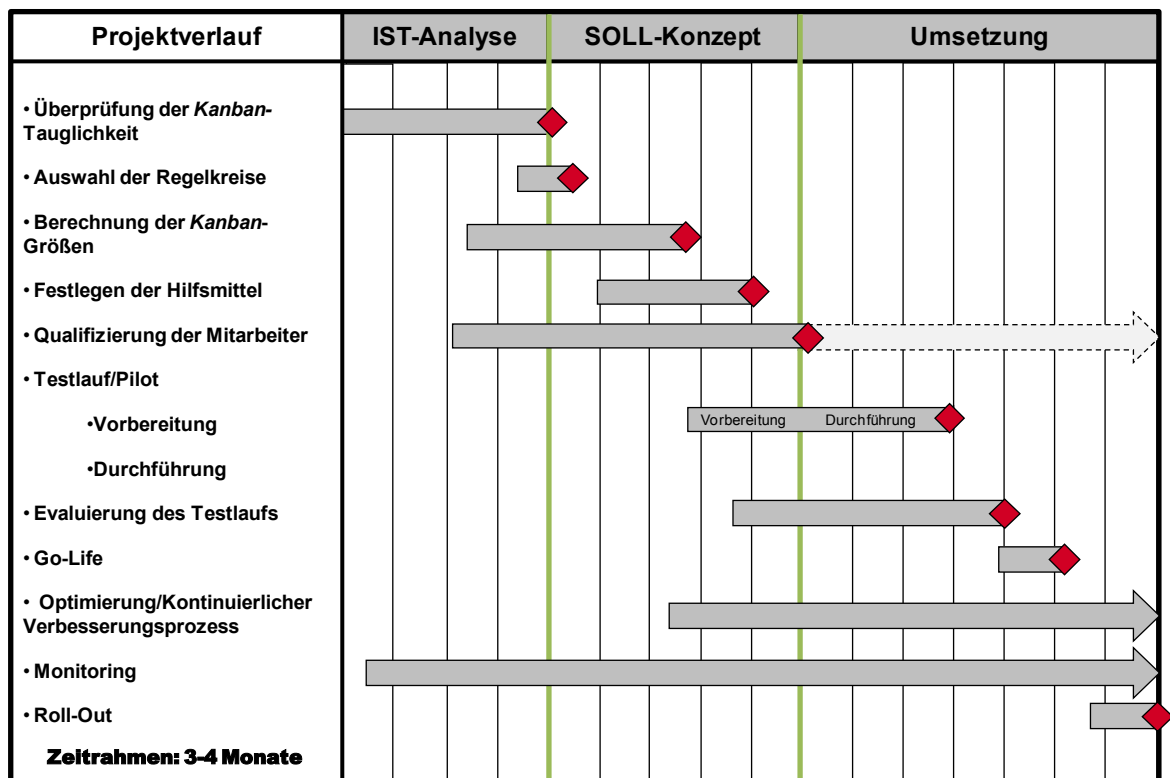 Projektverlauf
IST-Analyse
SOLL-Konzept
Umsetzung
• Überprüfung der Kanban-
Tauglichkeit
• Auswahl der Regelkreise
• Berechnung der Kanban-
Größen
• Festlegen der Hilfsmittel
• Qualifizierung der Mitarbeiter
• Testlauf/Pilot
•Vorbereitung
Vorbereitung
Durchführung
•Durchführung
• Evaluierung des Testlaufs
• Go-Life
• Optimierung/Kontinuierlicher
Verbesserungsprozess
• Monitoring
• Roll-Out
Zeitrahmen: 3-4 Monate